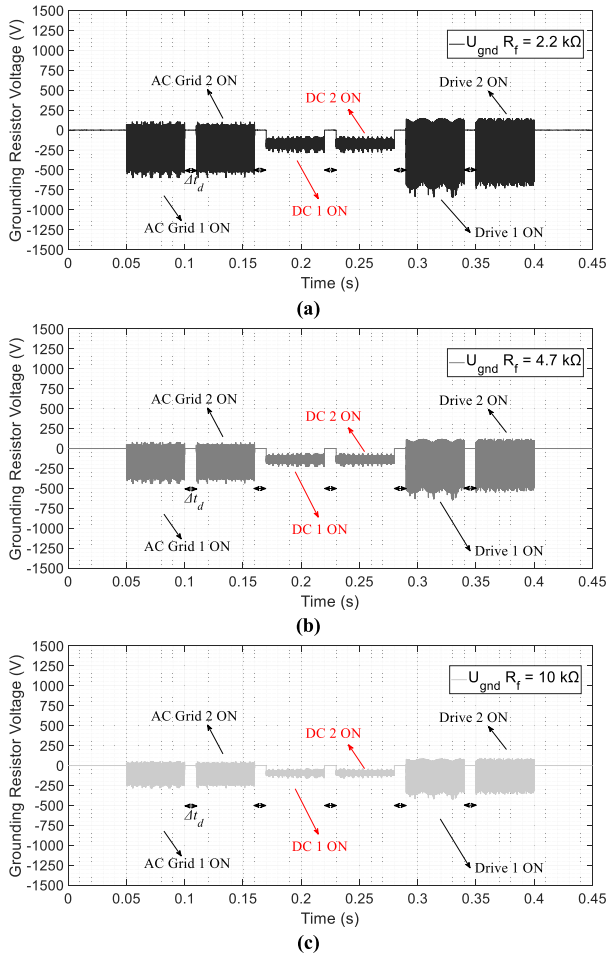 1500
1250
1000
750
500
250
0
-250
-500
-750
-1000
-1250
-1500
Grounding Resistor Voltage (V)
U_gnd R_f = 2.2 kΩ
AC Grid 2 ON
DC 2 ON
Drive 2 ON
Δt_d
AC Grid 1 ON
DC 1 ON
Drive 1 ON
0 0.05 0.1 0.15 0.2 0.25 0.3 0.35 0.4 0.45
Time (s)
(a)
1500
1250
1000
750
500
250
0
-250
-500
-750
-1000
-1250
-1500
Grounding Resistor Voltage (V)
U_gnd R_f = 4.7 kΩ
AC Grid 2 ON
DC 2 ON
Drive 2 ON
Δt_d
AC Grid 1 ON
DC 1 ON
Drive 1 ON
0 0.05 0.1 0.15 0.2 0.25 0.3 0.35 0.4 0.45
Time (s)
(b)
1500
1250
1000
750
500
250
0
-250
-500
-750
-1000
-1250
-1500
Grounding Resistor Voltage (V)
U_gnd R_f = 10 kΩ
AC Grid 2 ON
DC 2 ON
Drive 2 ON
Δt_d
AC Grid 1 ON
DC 1 ON
Drive 1 ON
0 0.05 0.1 0.15 0.2 0.25 0.3 0.35 0.4 0.45
Time (s)
(c)